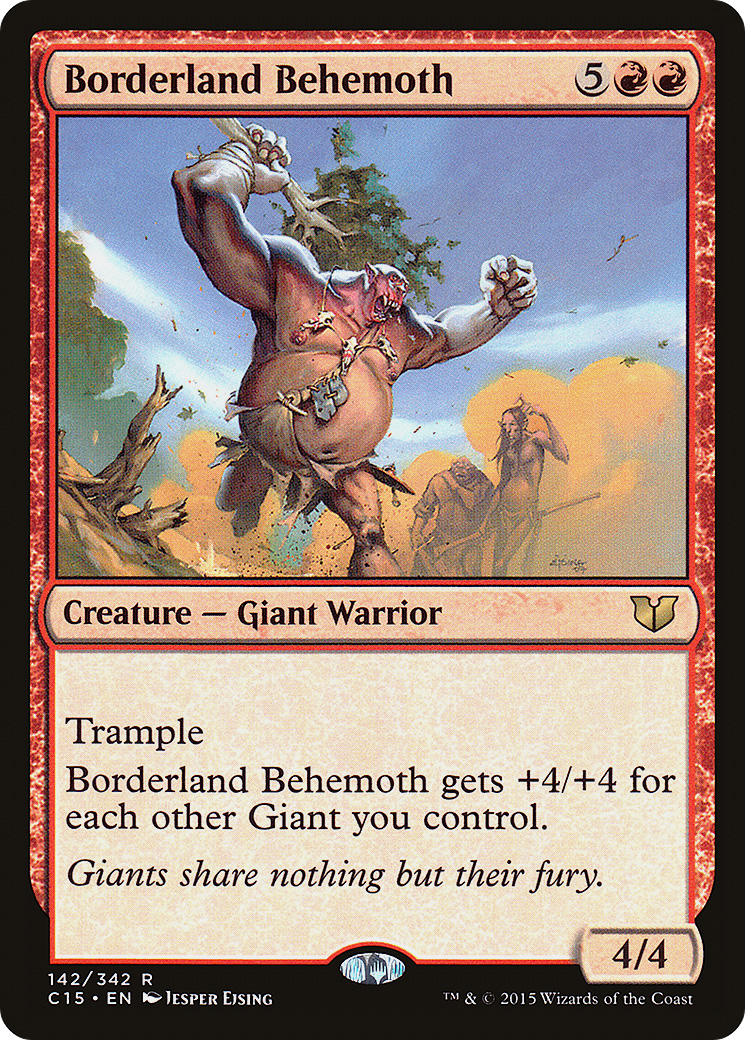 Borderland Behemoth 5
Creature — Giant Warrior
Trample
Borderland Behemoth gets +4/+4 for
each other Giant you control.
Giants share nothing but their fury.
4/4
142/342 R
C15 • EN Jesper Ejsing
™ & © 2015 Wizards of the Coast